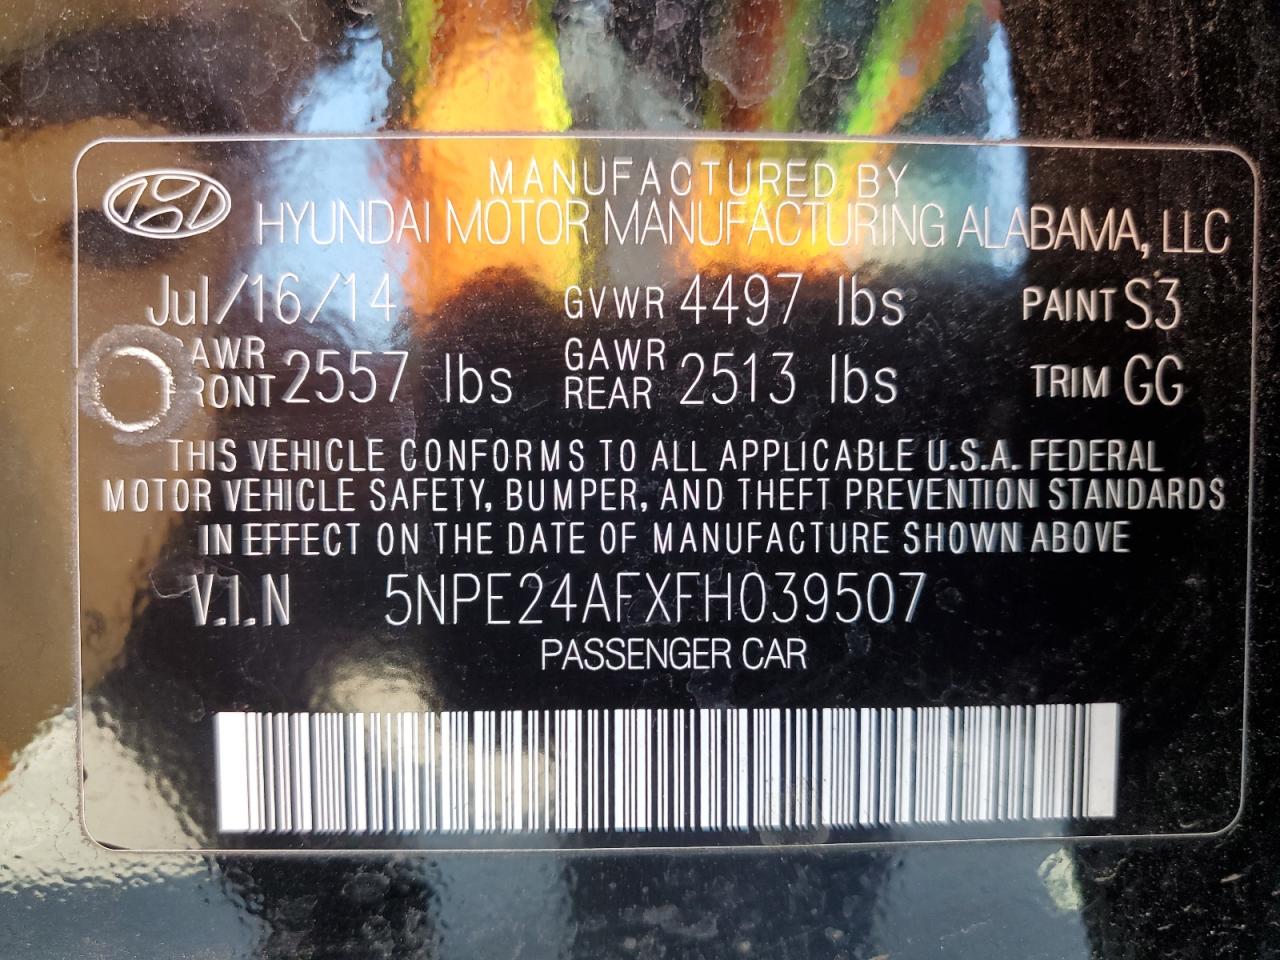 MANUFACTURED BY
HYUNDAI MOTOR MANUFACTURING ALABAMA, LLC
Jul/16/14 GVWR 4497 lbs PAINT S3
GAWR FRONT 2557 lbs GAWR REAR 2513 lbs TRIM GG
THIS VEHICLE CONFORMS TO ALL APPLICABLE U.S.A. FEDERAL
MOTOR VEHICLE SAFETY, BUMPER, AND THEFT PREVENTION STANDARDS
IN EFFECT ON THE DATE OF MANUFACTURE SHOWN ABOVE
V.I.N 5NPE24AFXFH039507
PASSENGER CAR